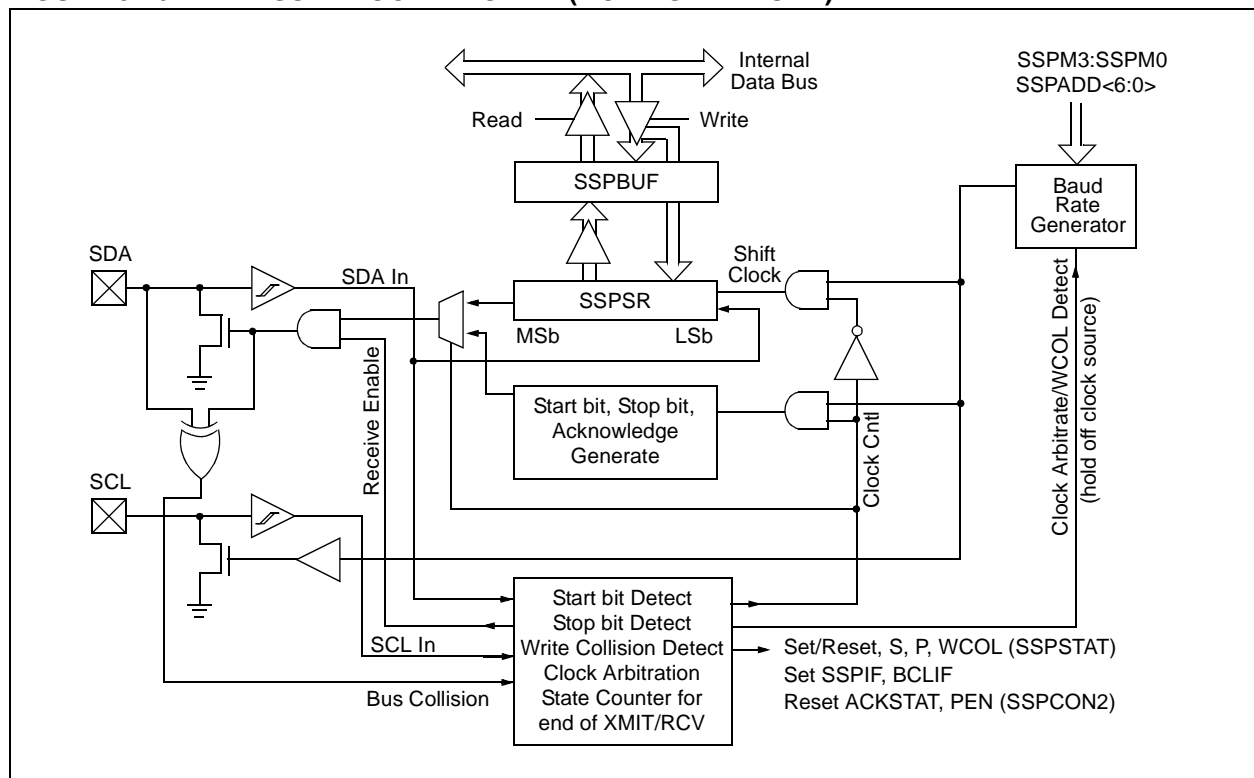 Internal
Data Bus
SSPM3:SSPM0
SSPADD<6:0>
Read
Write
SSPBUF
Baud
Rate
Generator
SDA
SDA In
Shift
Clock
SSPSR
MSb
LSb
Receive Enable
Start bit, Stop bit,
Acknowledge
Generate
Clock Cntl
Clock Arbitrate/WCOL Detect
(hold off clock source)
SCL
SCL In
Bus Collision
Start bit Detect
Stop bit Detect
Write Collision Detect
Clock Arbitration
State Counter for
end of XMIT/RCV
Set/Reset, S, P, WCOL (SSPSTAT)
Set SSPIF, BCLIF
Reset ACKSTAT, PEN (SSPCON2)